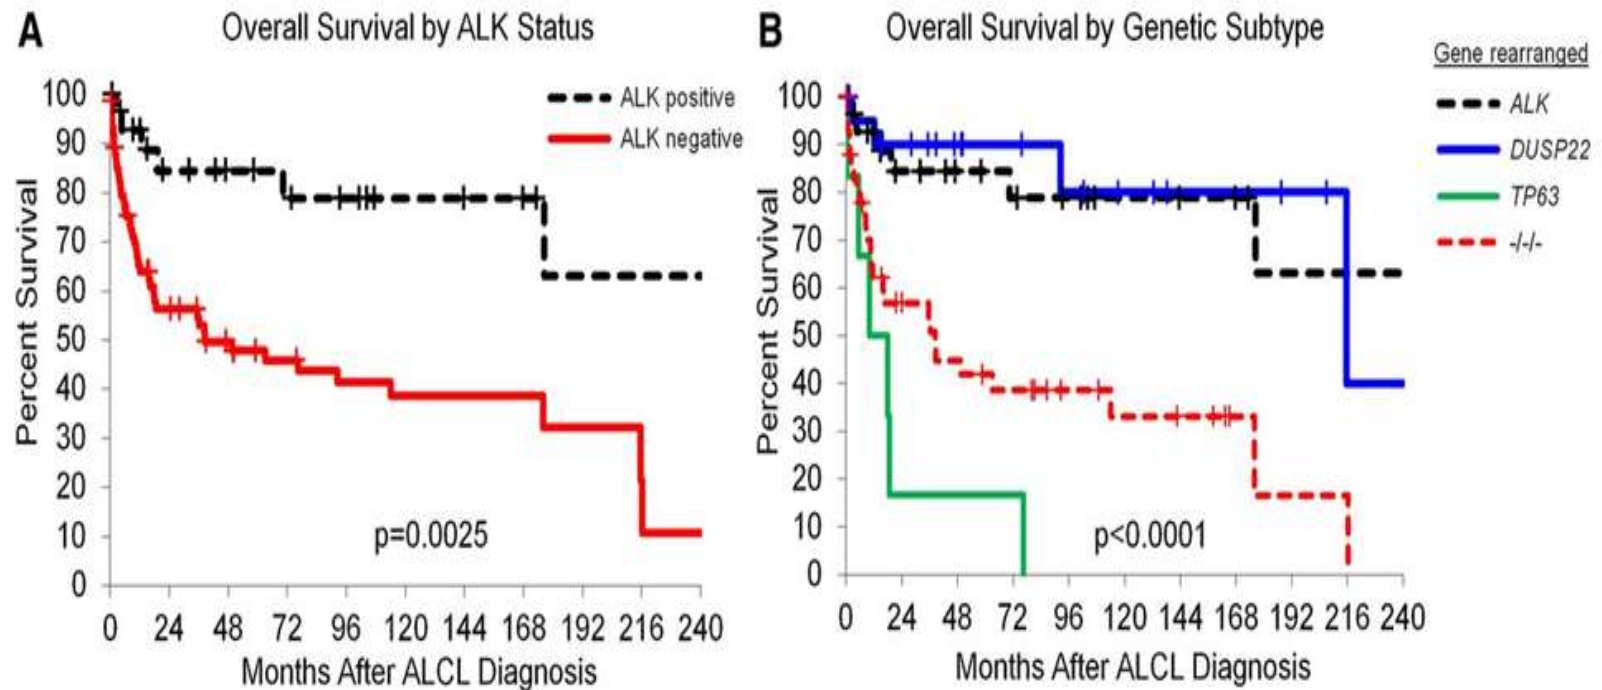 A
Overall Survival by ALK Status
Percent Survival
100
90
80
70
60
50
40
30
20
10
0
ALK positive
ALK negative
p=0.0025
0 24 48 72 96 120 144 168 192 216 240
Months After ALCL Diagnosis
B
Overall Survival by Genetic Subtype
Percent Survival
100
90
80
70
60
50
40
30
20
10
0
p<0.0001
0 24 48 72 96 120 144 168 192 216 240
Months After ALCL Diagnosis
Gene rearranged
ALK
DUSP22
TP63
-/-/-